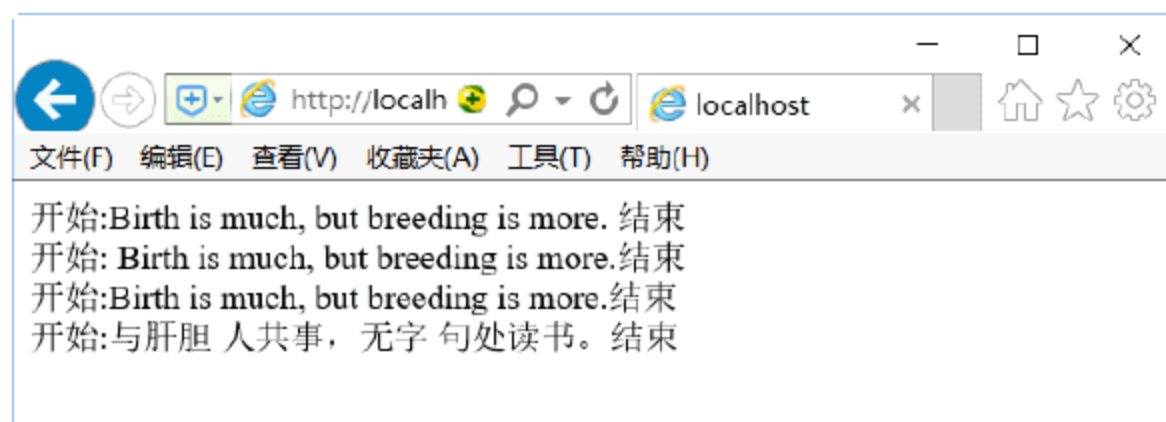 http://localh
localhost
文件(F) 编辑(E) 查看(V) 收藏夹(A) 工具(T) 帮助(H)
开始:Birth is much, but breeding is more. 结束
开始: Birth is much, but breeding is more.结束
开始:Birth is much, but breeding is more.结束
开始:与肝胆 人共事，无字 句处读书。结束